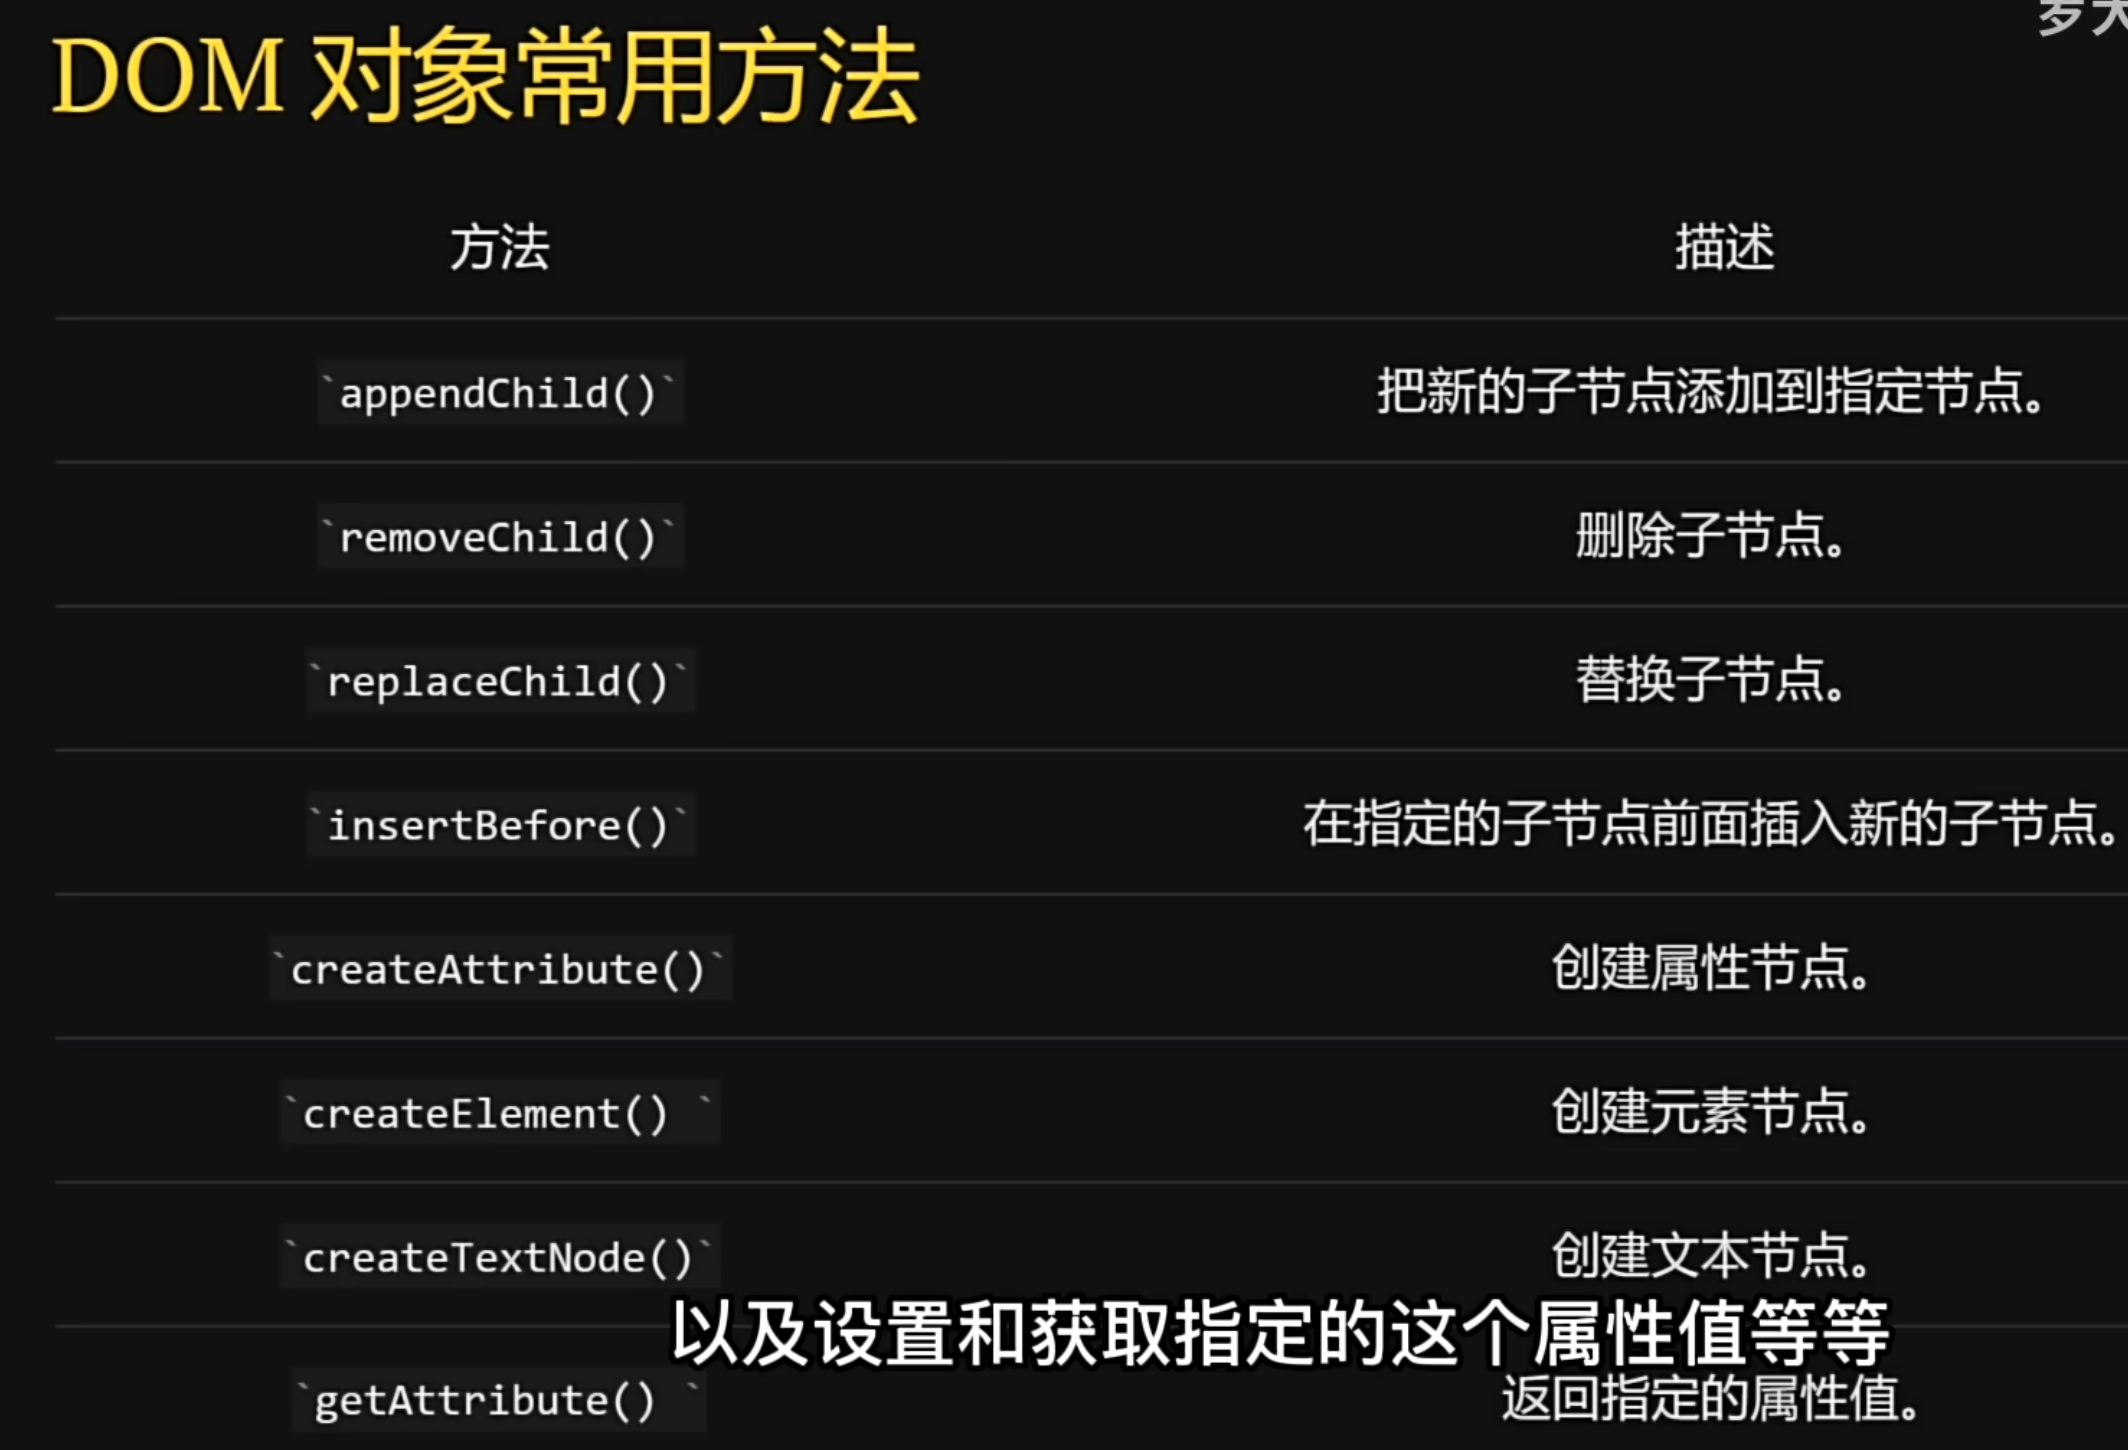 罗大
DOM 对象常用方法
方法 描述
`appendChild()` 把新的子节点添加到指定节点。
`removeChild()` 删除子节点。
`replaceChild()` 替换子节点。
`insertBefore()` 在指定的子节点前面插入新的子节点。
`createAttribute()` 创建属性节点。
`createElement() ` 创建元素节点。
`createTextNode()` 创建文本节点。
以及设置和获取指定的这个属性值等等
`getAttribute() ` 返回指定的属性值。